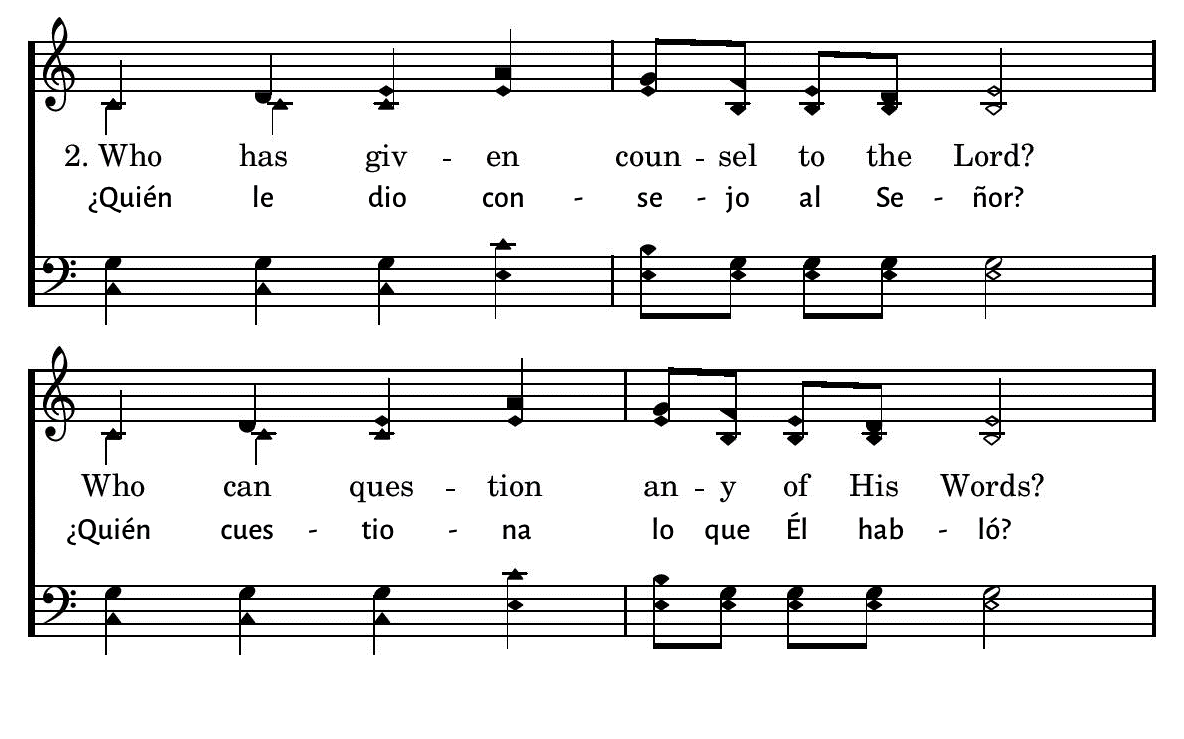 2. Who has giv - en coun - sel to the Lord?
¿Quién le dio con - se - jo al Se - ñor?
Who can ques - tion an - y of His Words?
¿Quién cues - tio - na lo que Él hab - ló?